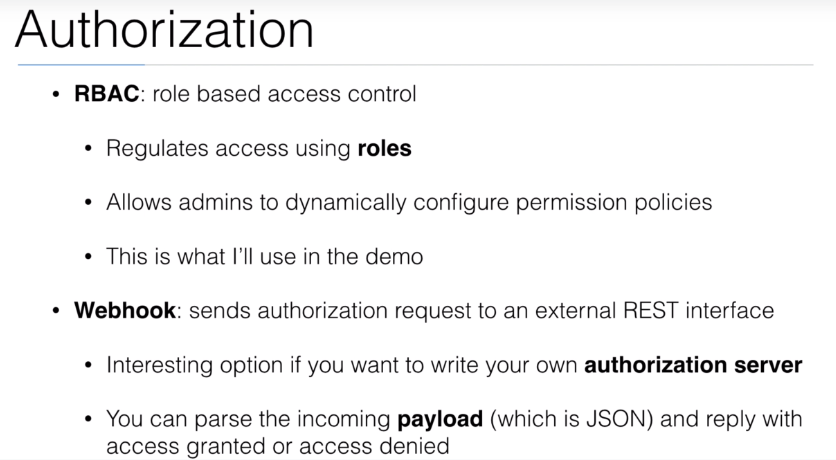 Authorization
• RBAC: role based access control
• Regulates access using roles
• Allows admins to dynamically configure permission policies
• This is what I'll use in the demo
• Webhook: sends authorization request to an external REST interface
• Interesting option if you want to write your own authorization server
• You can parse the incoming payload (which is JSON) and reply with
access granted or access denied